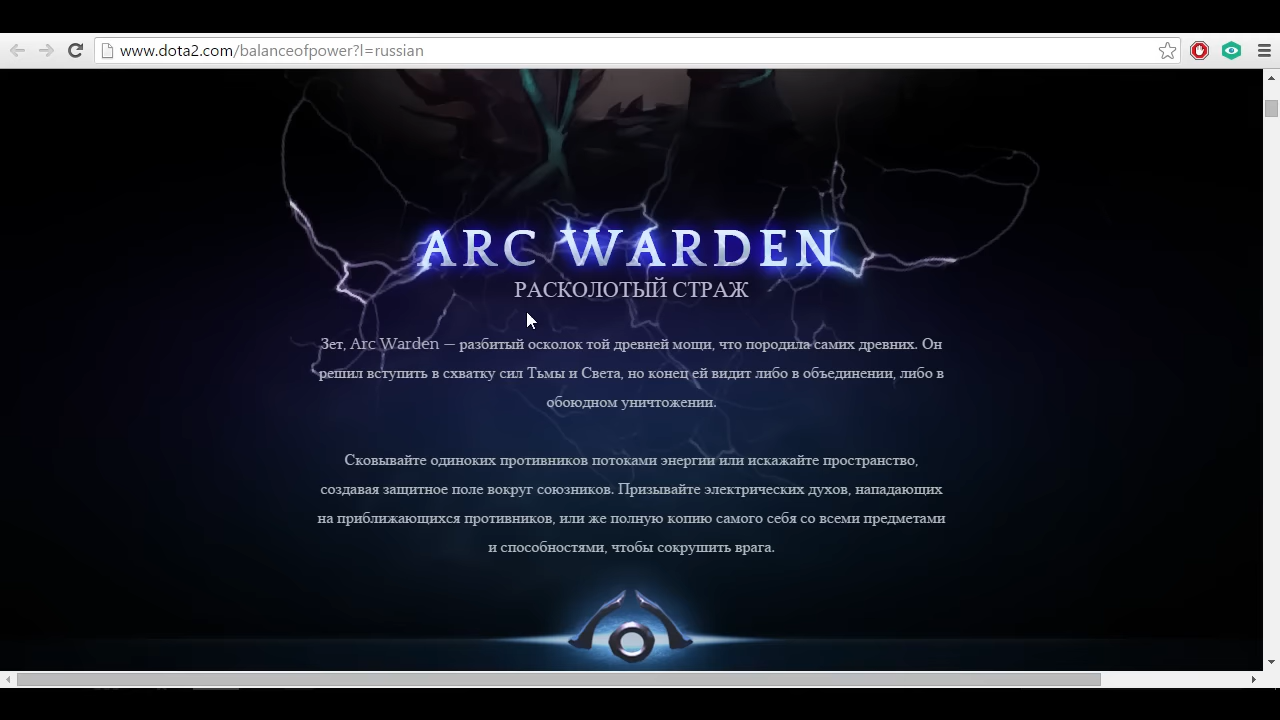 www.dota2.com/balanceofpower?l=russian
ARC WARDEN
РАСКОЛОТЫЙ СТРАЖ
Зет, Arc Warden — разбитый осколок той древней мощи, что породила самих древних. Он
решил вступить в схватку сил Тьмы и Света, но конец ей видит либо в объединении, либо в
обоюдном уничтожении.
Сковывайте одиноких противников потоками энергии или искажайте пространство,
создавая защитное поле вокруг союзников. Призывайте электрических духов, нападающих
на приближающихся противников, или же полную копию самого себя со всеми предметами
и способностями, чтобы сокрушить врага.